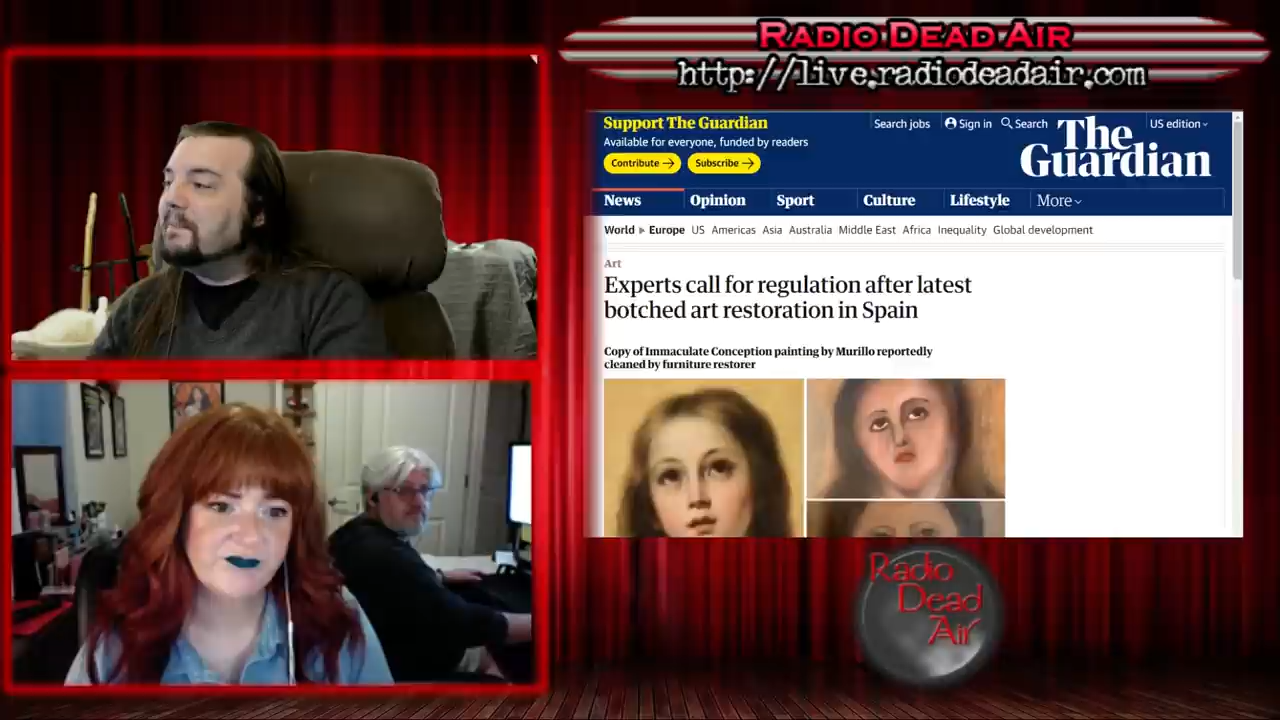 RADIO DEAD AIR
http://live.radiodeadair.com
Support The Guardian
Available for everyone, funded by readers
Contribute →
Subscribe →
Search jobs
Sign in
Search
US edition
The
Guardian
News
Opinion
Sport
Culture
Lifestyle
More
World
Europe
US
Americas
Asia
Australia
Middle East
Africa
Inequality
Global development
Art
Experts call for regulation after latest
botched art restoration in Spain
Copy of Immaculate Conception painting by Murillo reportedly
cleaned by furniture restorer
Radio
Dead
Air